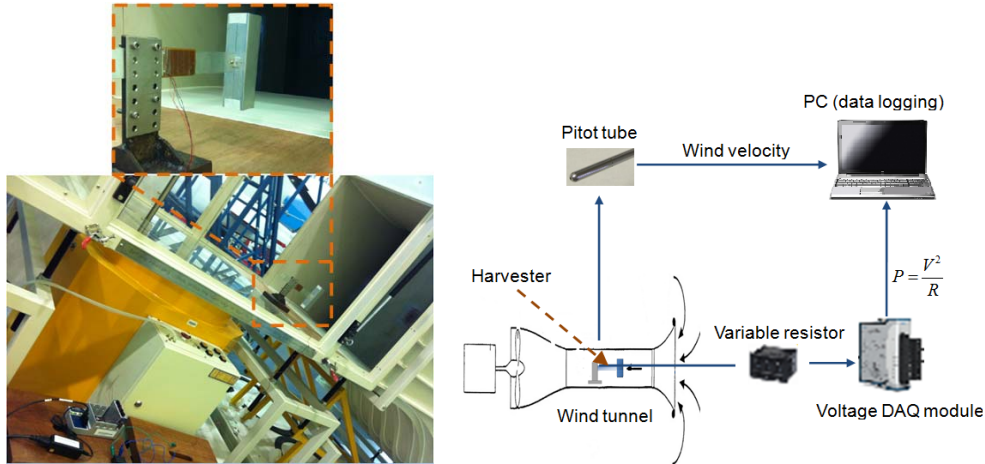 PC (data logging)
Pitot tube
Wind velocity
Harvester
P = V²/R
Variable resistor
Wind tunnel
Voltage DAQ module